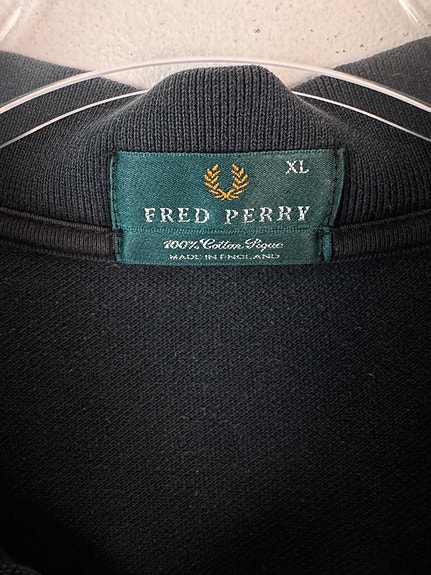 XL
FRED PERRY
100% Cotton Pique
MADE IN ENGLAND